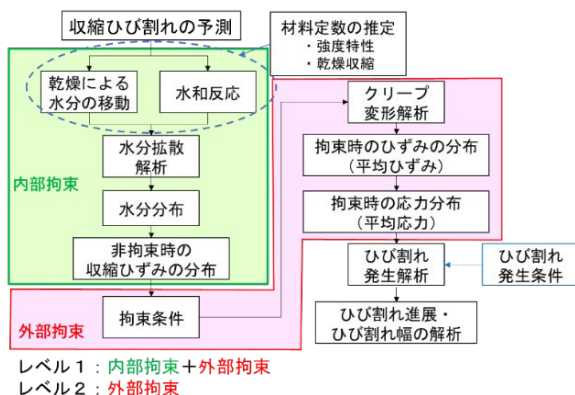 収縮ひび割れの予測
材料定数の推定
・強度特性
・乾燥収縮
乾燥による
水分の移動
水和反応
水分拡散
解析
内部拘束
水分分布
非拘束時の
収縮ひずみの分布
外部拘束
拘束条件
クリープ
変形解析
拘束時のひずみの分布
（平均ひずみ）
拘束時の応力分布
（平均応力）
ひび割れ
発生解析
ひび割れ
発生条件
ひび割れ進展・
ひび割れ幅の解析
レベル１：内部拘束＋外部拘束
レベル２：外部拘束